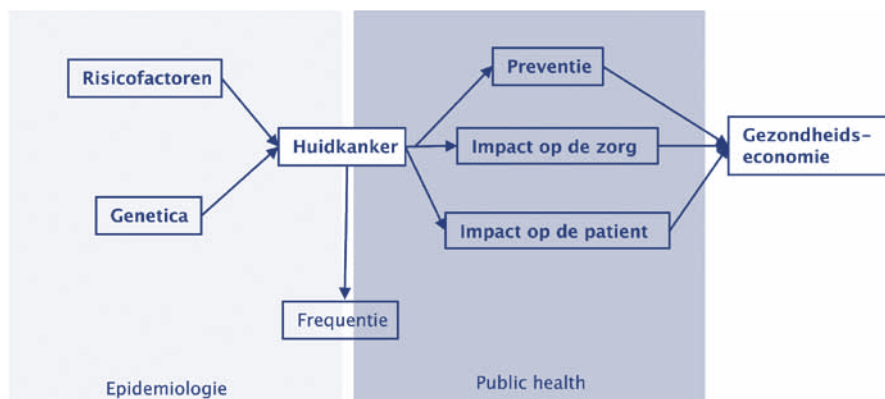 Risicofactoren
Preventie
Huidkanker
Impact op de zorg
Gezondheids-
economie
Genetica
Impact op de patient
Frequentie
Epidemiologie
Public health